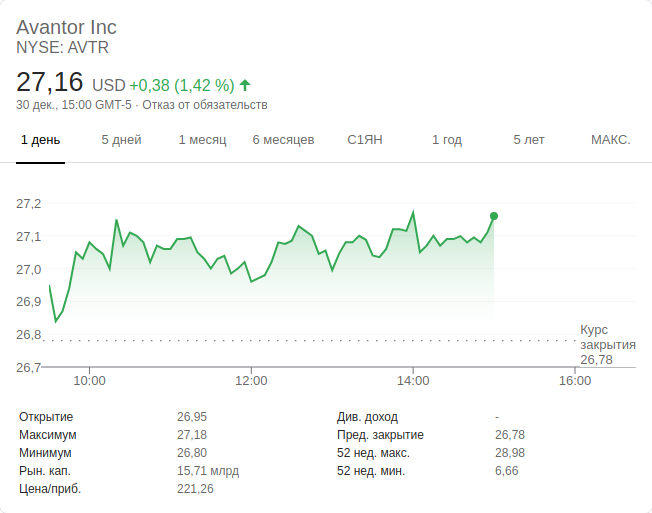 Avantor Inc
NYSE: AVTR
27,16 USD +0,38 (1,42 %)
30 дек., 15:00 GMT-5 · Отказ от обязательств
1 день 5 дней 1 месяц 6 месяцев С1ЯН 1 год 5 лет МАКС.
27,2
27,1
27,0
26,9
26,8
26,7
Курс
закрытия
26,78
10:00 12:00 14:00 16:00
Открытие 26,95 Див. доход -
Максимум 27,18 Пред. закрытие 26,78
Минимум 26,80 52 нед. макс. 28,98
Рын. кап. 15,71 млрд 52 нед. мин. 6,66
Цена/приб. 221,26